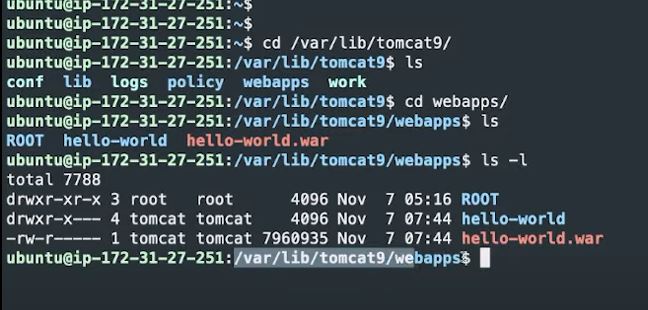 ubuntu@ip-172-31-27-251:~$
ubuntu@ip-172-31-27-251:~$
ubuntu@ip-172-31-27-251:~$ cd /var/lib/tomcat9/
ubuntu@ip-172-31-27-251:/var/lib/tomcat9$ ls
conf lib logs policy webapps work
ubuntu@ip-172-31-27-251:/var/lib/tomcat9$ cd webapps/
ubuntu@ip-172-31-27-251:/var/lib/tomcat9/webapps$ ls
ROOT hello-world hello-world.war
ubuntu@ip-172-31-27-251:/var/lib/tomcat9/webapps$ ls -l
total 7788
drwxr-xr-x 3 root root 4096 Nov 7 05:16 ROOT
drwxr-x--- 4 tomcat tomcat 4096 Nov 7 07:44 hello-world
-rw-r----- 1 tomcat tomcat 7960935 Nov 7 07:44 hello-world.war
ubuntu@ip-172-31-27-251:/var/lib/tomcat9/webapps$